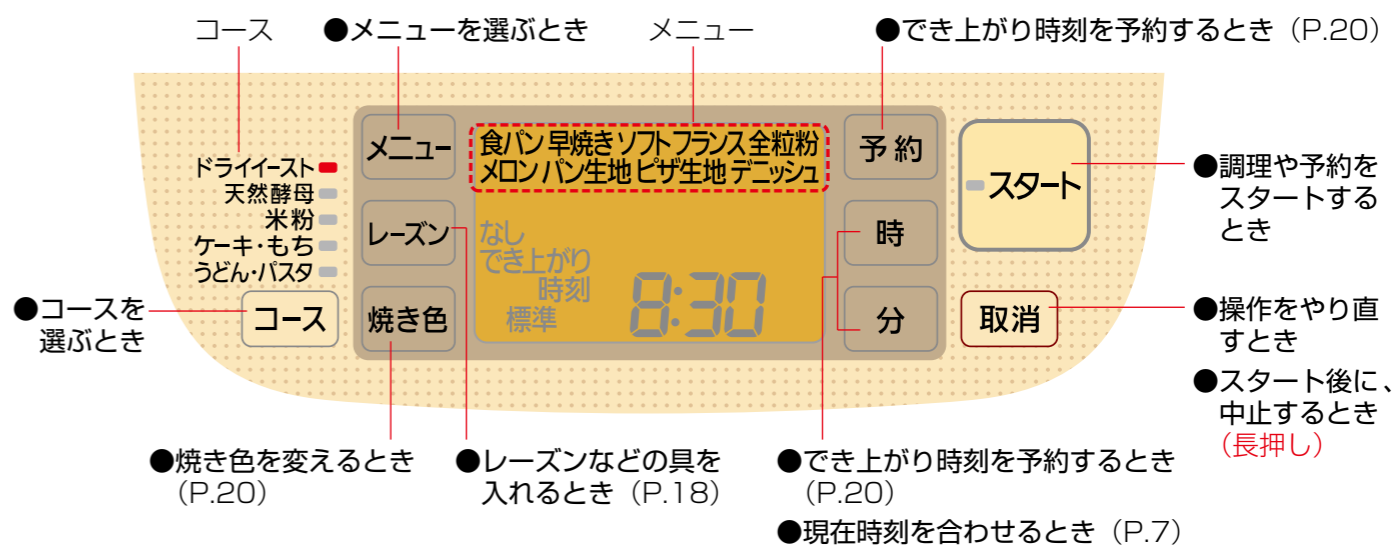 コース
●メニューを選ぶとき
メニュー
●でき上がり時刻を予約するとき（P.20）
ドライイースト
天然酵母
米粉
ケーキ・もち
うどん・パスタ
コース
●コースを
選ぶとき
メニュー
レーズン
焼き色
食パン 早焼き ソフト フランス 全粒粉
メロン パン生地 ピザ生地 デニッシュ
なし
でき上がり
時刻
標準
8:30
予約
時
分
スタート
取消
●調理や予約を
スタートする
とき
●操作をやり直
すとき
●スタート後に、
中止するとき
（長押し）
●焼き色を変えるとき
（P.20）
●レーズンなどの具を
入れるとき（P.18）
●でき上がり時刻を予約するとき
（P.20）
●現在時刻を合わせるとき（P.7）